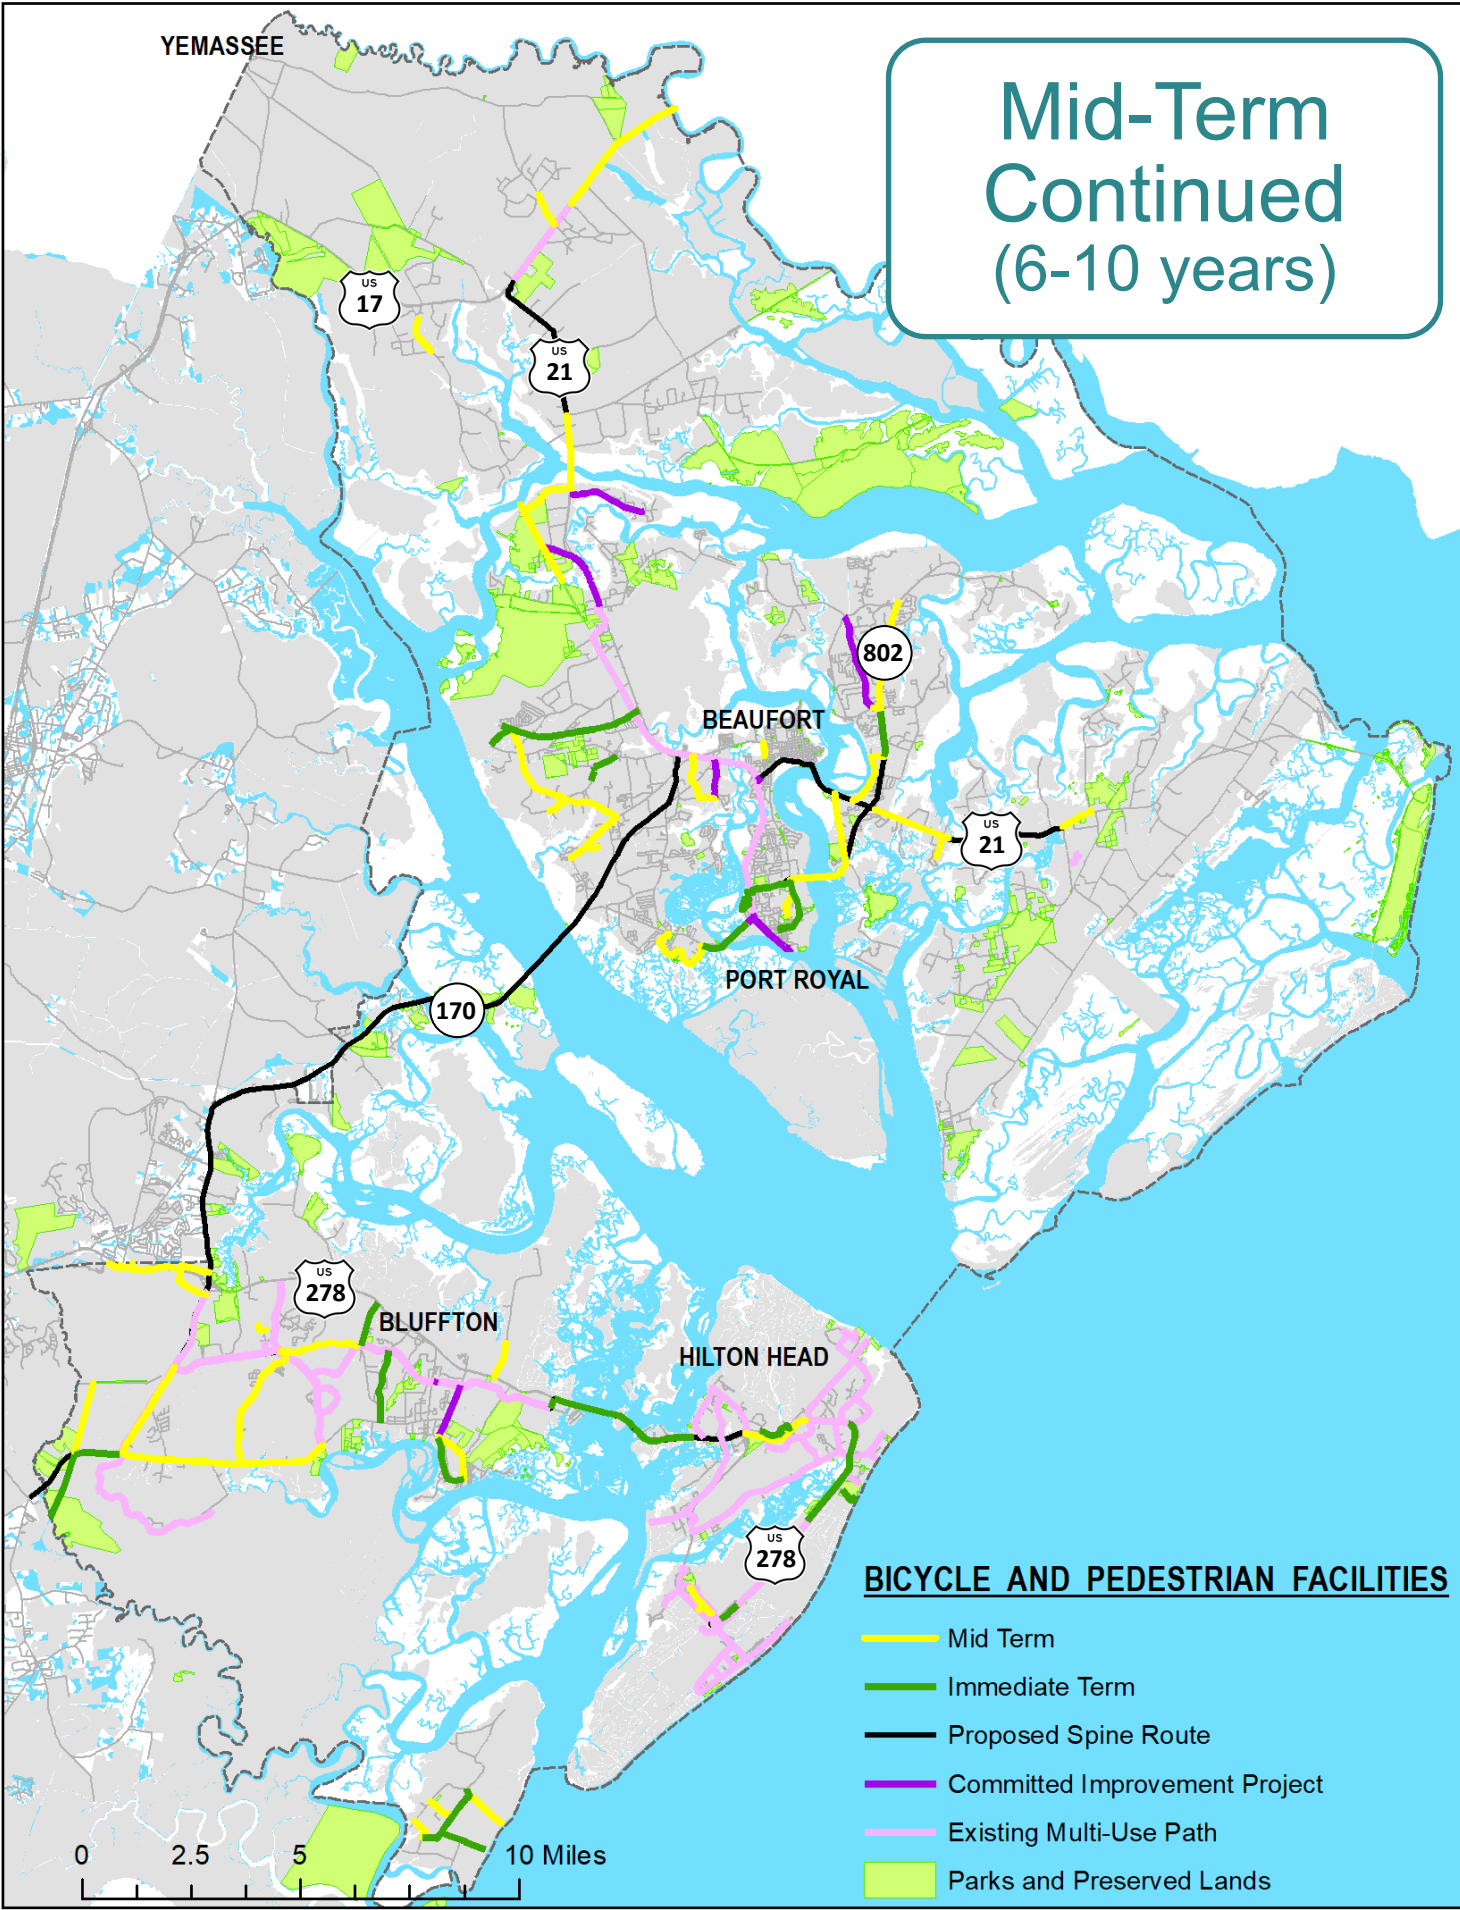 YEMASSEE
Mid-Term
Continued
(6-10 years)
US
17
US
21
802
BEAUFORT
US
21
PORT ROYAL
170
US
278
BLUFFTON
HILTON HEAD
US
278
BICYCLE AND PEDESTRIAN FACILITIES
Mid Term
Immediate Term
Proposed Spine Route
Committed Improvement Project
Existing Multi-Use Path
Parks and Preserved Lands
0 2.5 5 10 Miles